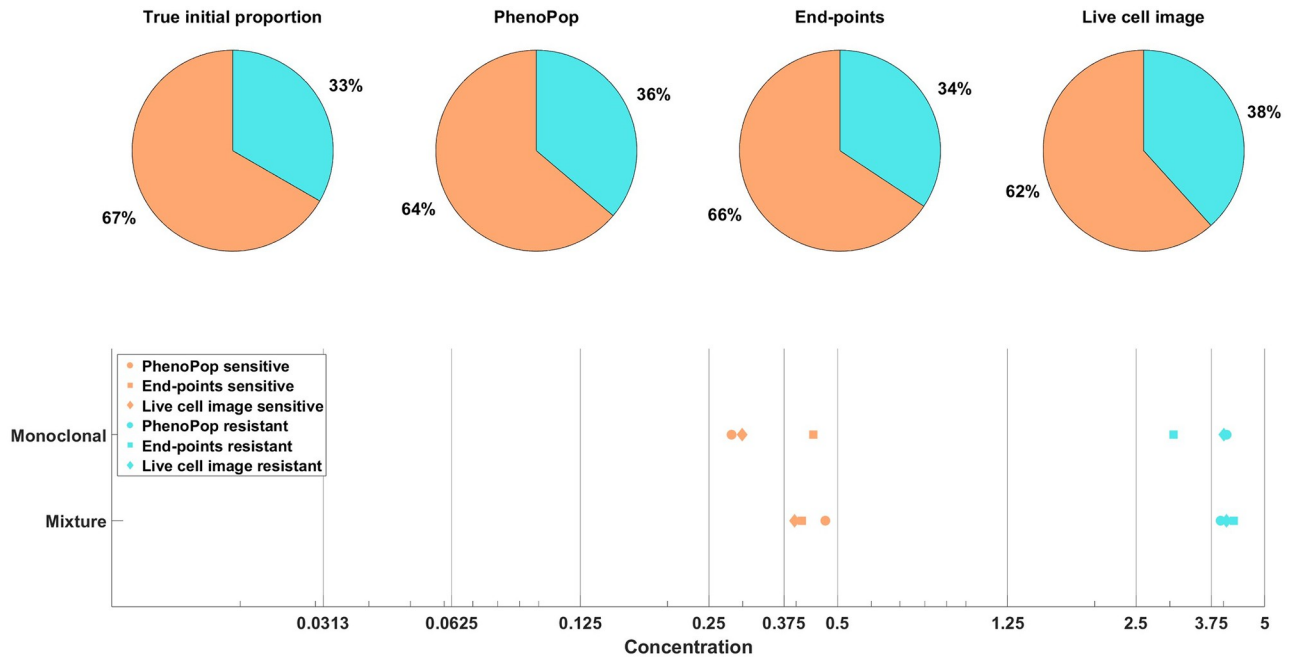 True initial proportion
PhenoPop
End-points
Live cell image
33%
67%
36%
64%
34%
66%
38%
62%
PhenoPop sensitive
End-points sensitive
Live cell image sensitive
PhenoPop resistant
End-points resistant
Live cell image resistant
Monoclonal
Mixture
0.0313
0.0625
0.125
0.25
0.375
0.5
1.25
2.5
3.75
5
Concentration